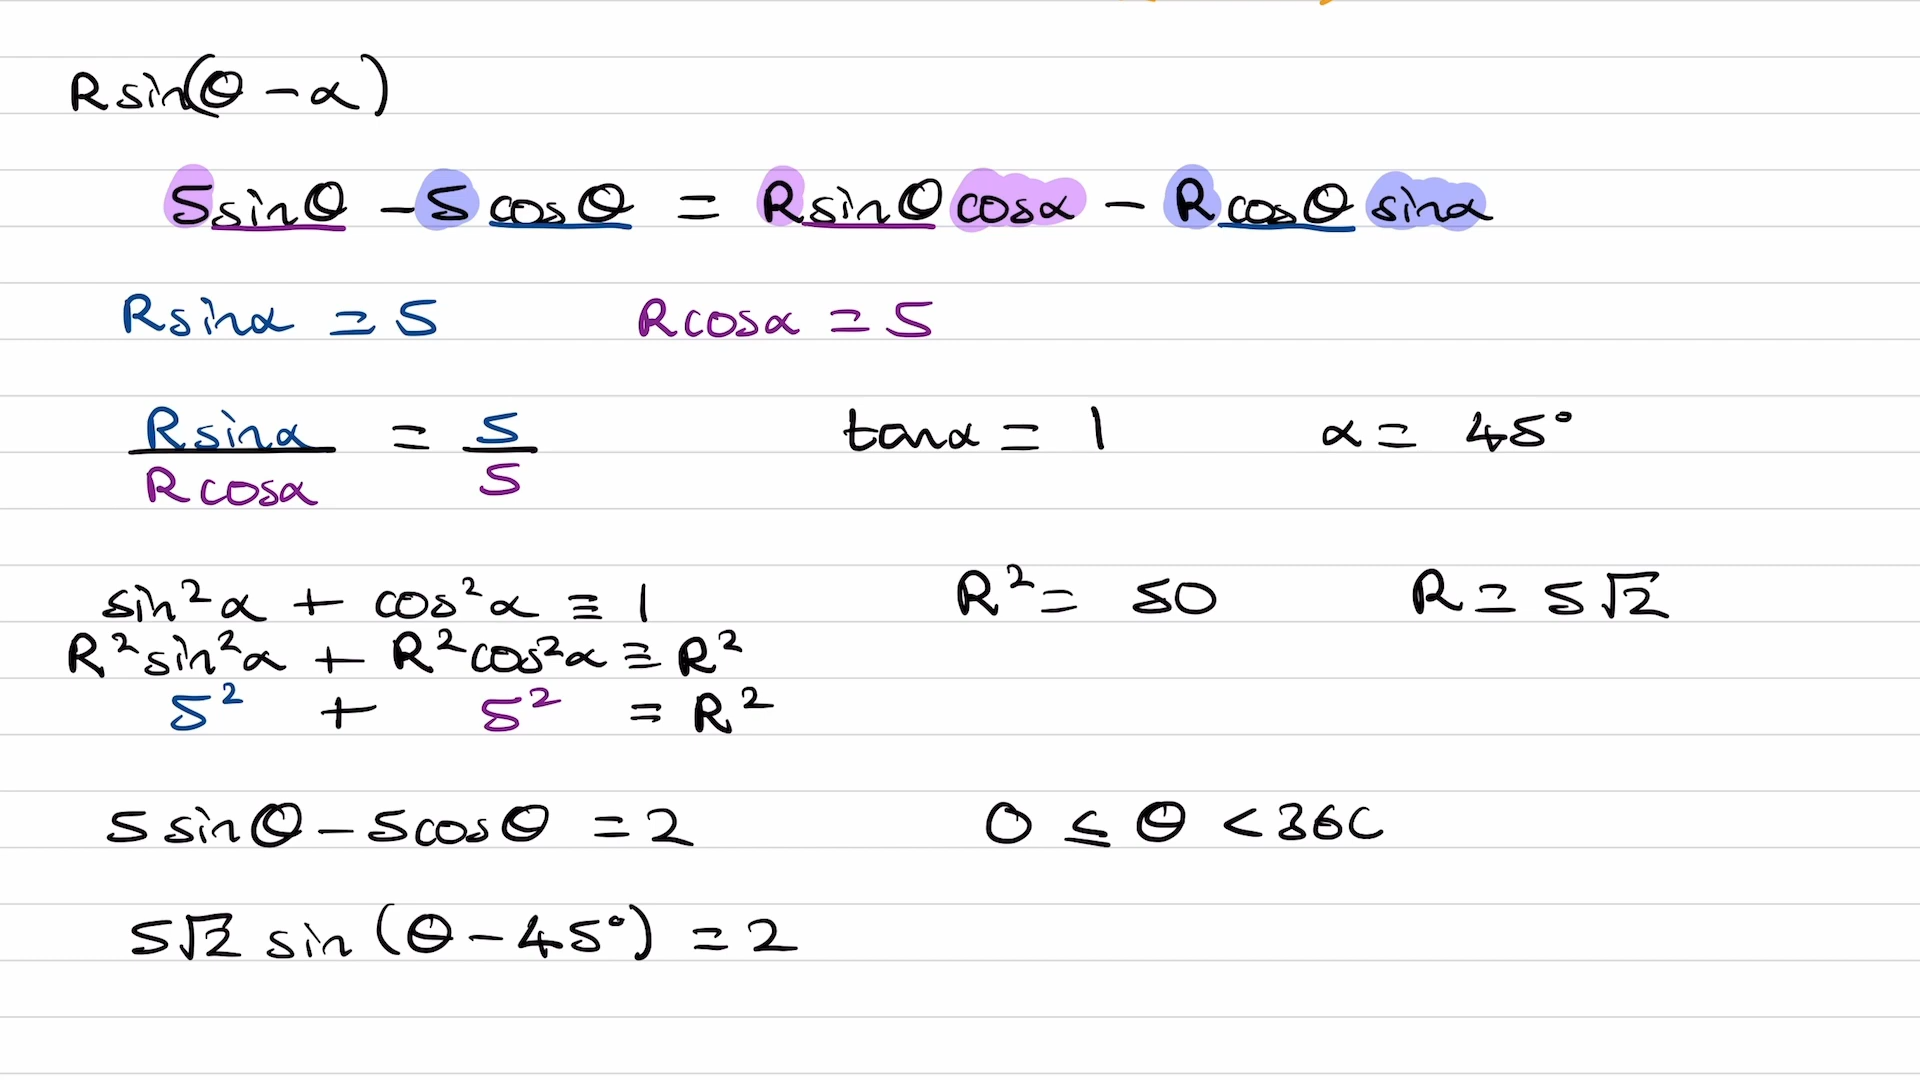 Rsin(θ - α)
5sinθ - 5cosθ = Rsinθcosα - Rcosθsinα
Rsinα = 5 Rcosα = 5
Rsinα/Rcosα = 5/5 tanα = 1 α = 45°
sin²α + cos²α ≡ 1 R² = 50 R = 5√2
R²sin²α + R²cos²α ≡ R²
5² + 5² = R²
5sinθ - 5cosθ = 2 0 ≤ θ < 36C
5√2 sin(θ - 45°) = 2